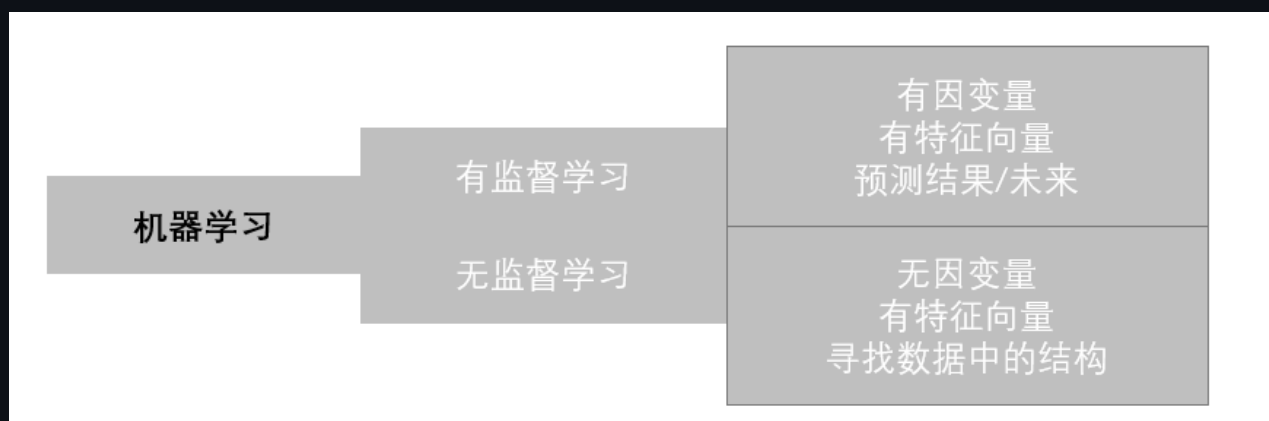 机器学习
有监督学习
无监督学习
有因变量
有特征向量
预测结果/未来
无因变量
有特征向量
寻找数据中的结构